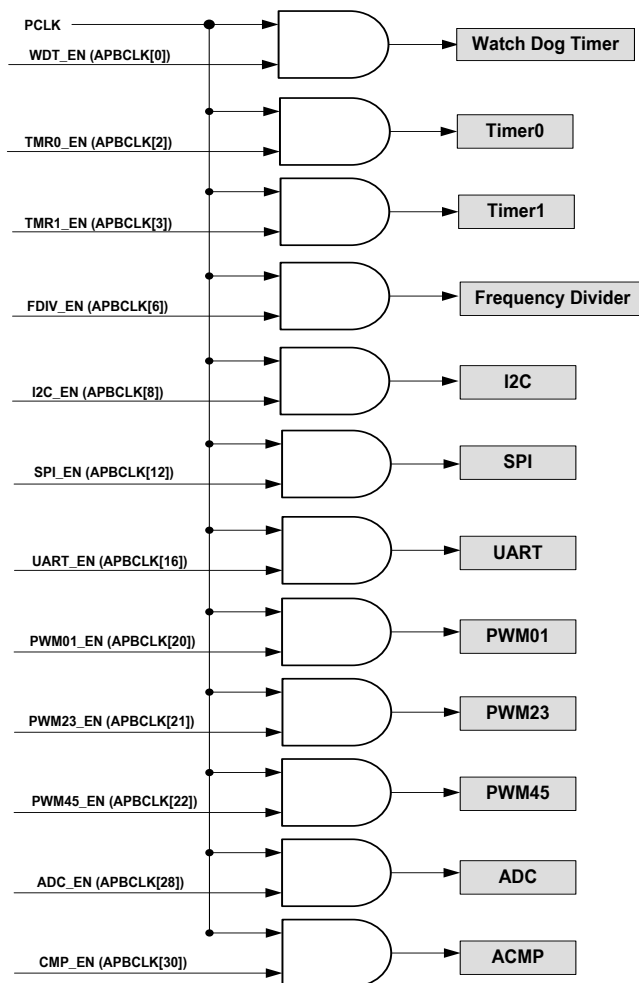 PCLK
WDT_EN (APBCLK[0])
Watch Dog Timer
TMR0_EN (APBCLK[2])
Timer0
TMR1_EN (APBCLK[3])
Timer1
FDIV_EN (APBCLK[6])
Frequency Divider
I2C_EN (APBCLK[8])
I2C
SPI_EN (APBCLK[12])
SPI
UART_EN (APBCLK[16])
UART
PWM01_EN (APBCLK[20])
PWM01
PWM23_EN (APBCLK[21])
PWM23
PWM45_EN (APBCLK[22])
PWM45
ADC_EN (APBCLK[28])
ADC
CMP_EN (APBCLK[30])
ACMP